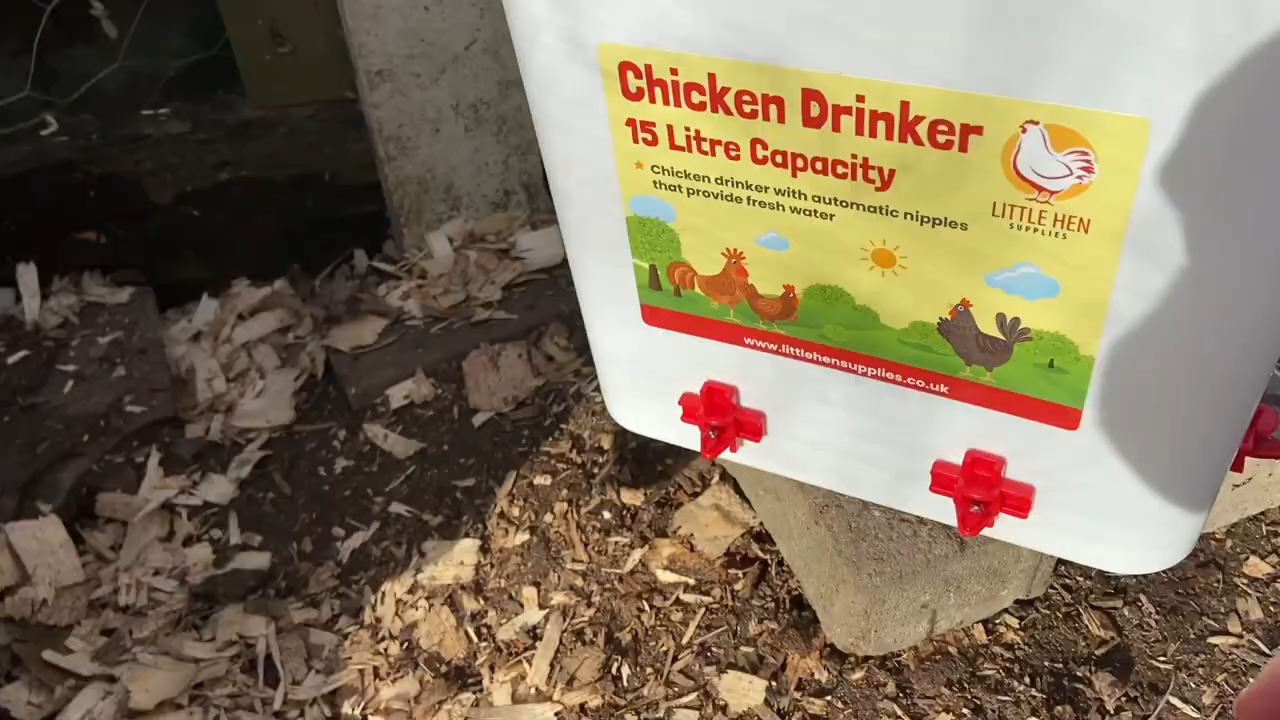 Chicken Drinker
15 Litre Capacity
Chicken drinker with automatic nipples
that provide fresh water
LITTLE HEN
SUPPLIES
www.littlehensupplies.co.uk